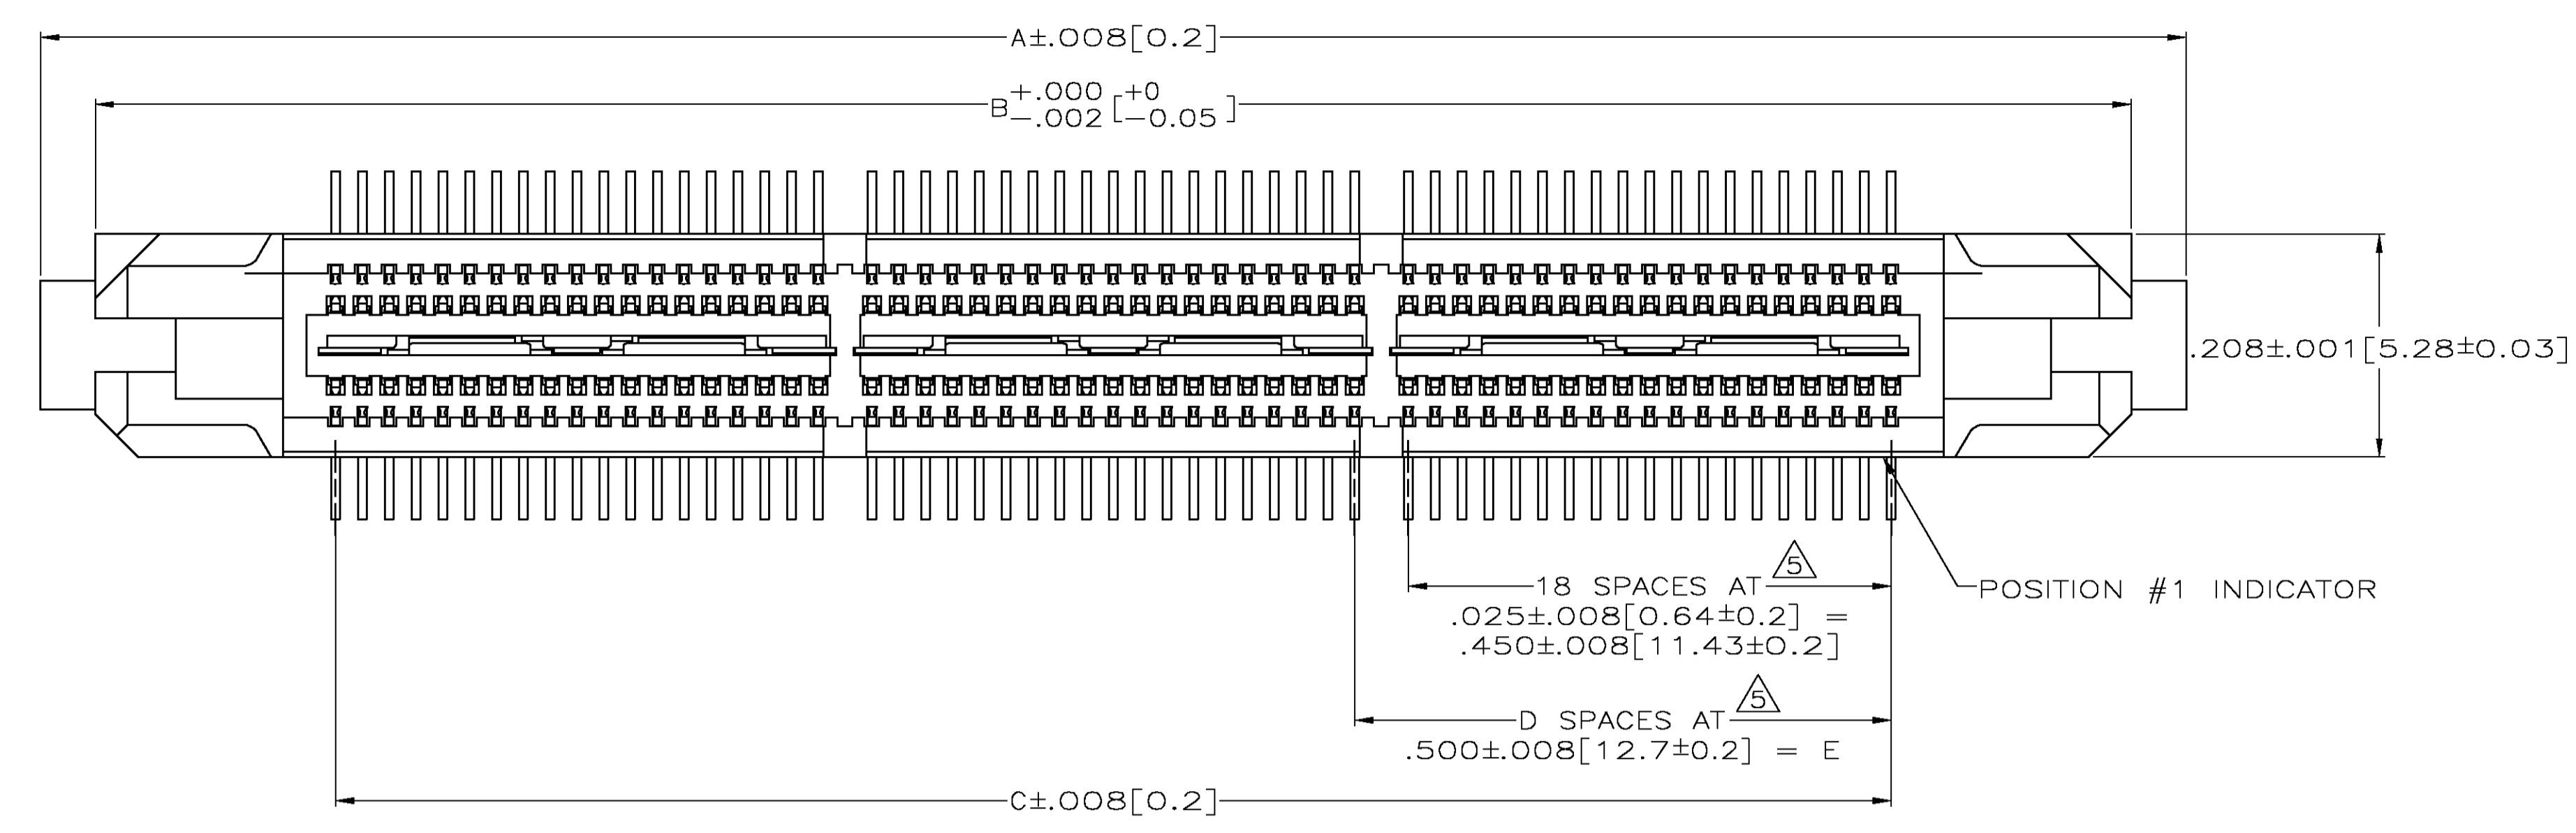 A±.008[0.2]
B +.000 -.002 [+0 -0.05]
.208±.001[5.28±0.03]
5
18 SPACES AT
.025±.008[0.64±0.2] =
.450±.008[11.43±0.2]
POSITION #1 INDICATOR
5
D SPACES AT
.500±.008[12.7±0.2] = E
C±.008[0.2]